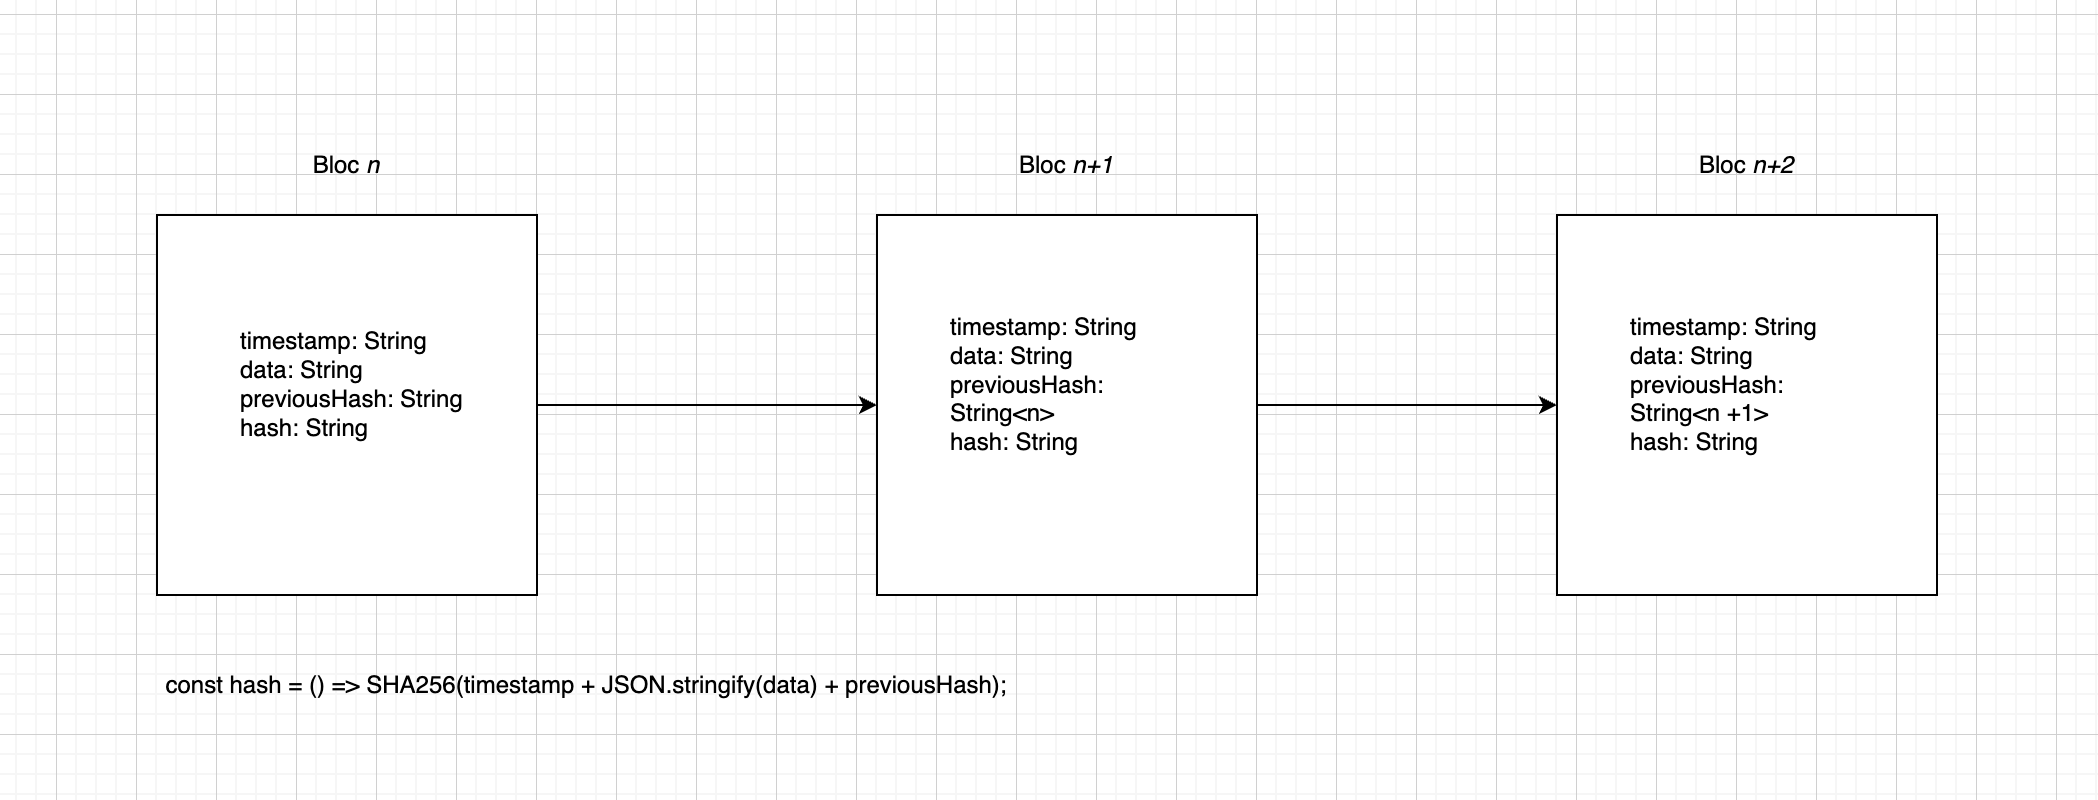 Bloc n
Bloc n+1
Bloc n+2
timestamp: String
data: String
previousHash: String
hash: String
timestamp: String
data: String
previousHash:
String<n>
hash: String
timestamp: String
data: String
previousHash:
String<n +1>
hash: String
const hash = () => SHA256(timestamp + JSON.stringify(data) + previousHash);